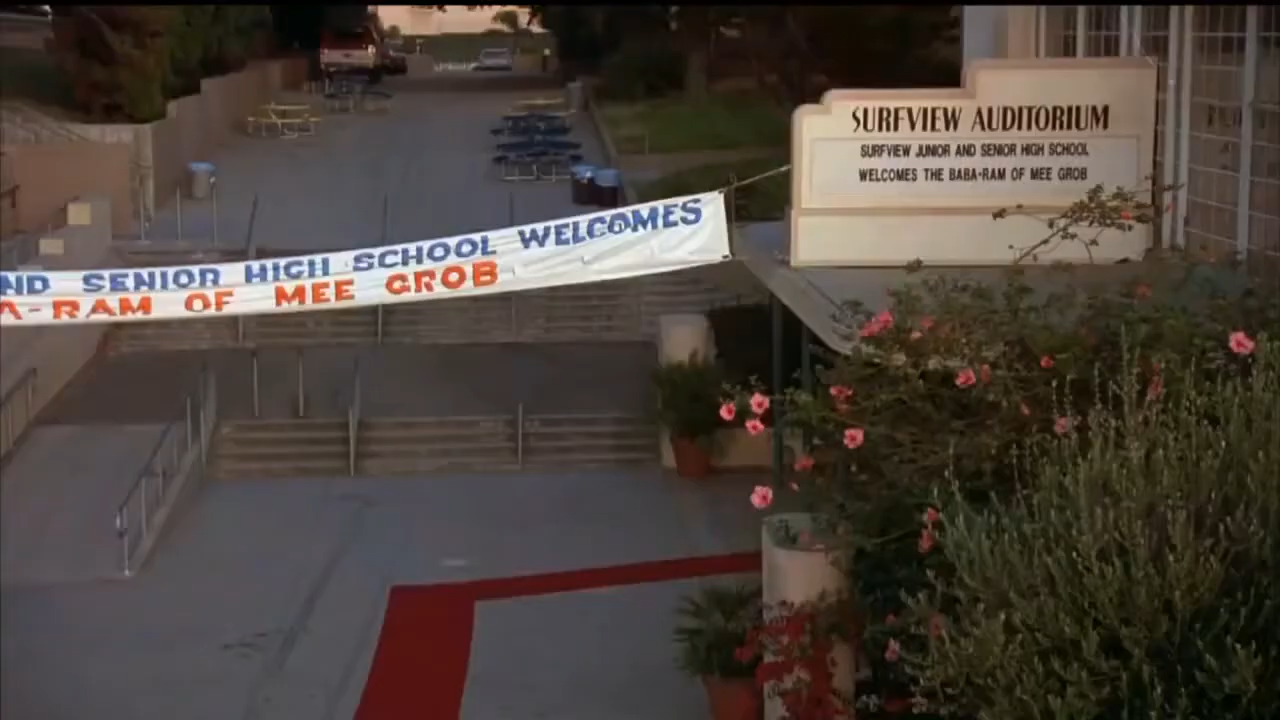 SURFVIEW AUDITORIUM
SURFVIEW JUNIOR AND SENIOR HIGH SCHOOL
WELCOMES THE BABA-RAM OF MEE GROB
ND SENIOR HIGH SCHOOL WELCOMES
A-RAM OF MEE GROB